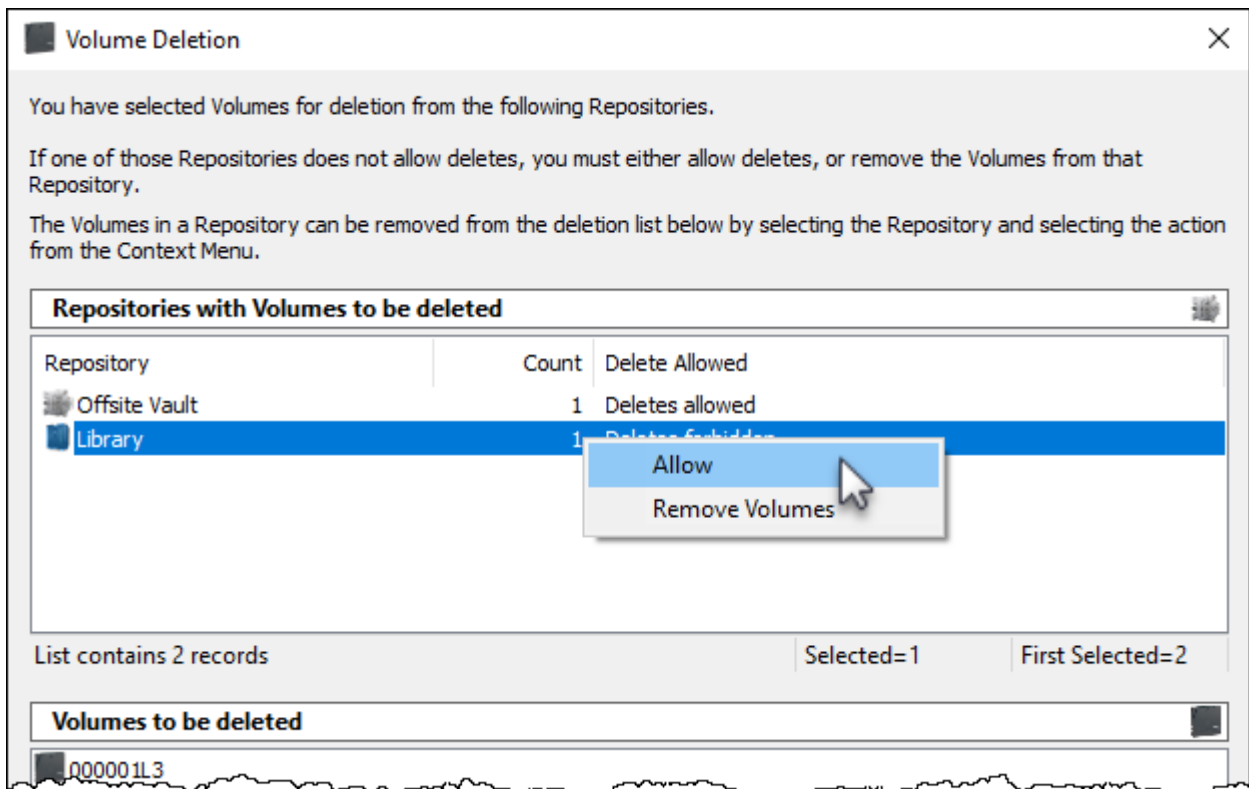 Volume Deletion
You have selected Volumes for deletion from the following Repositories.
If one of those Repositories does not allow deletes, you must either allow deletes, or remove the Volumes from that
Repository.
The Volumes in a Repository can be removed from the deletion list below by selecting the Repository and selecting the action
from the Context Menu.
Repositories with Volumes to be deleted
Repository Count Delete Allowed
Offsite Vault 1 Deletes allowed
Library 1 Deletes forbidden
Allow
Remove Volumes
List contains 2 records Selected=1 First Selected=2
Volumes to be deleted
000001L3